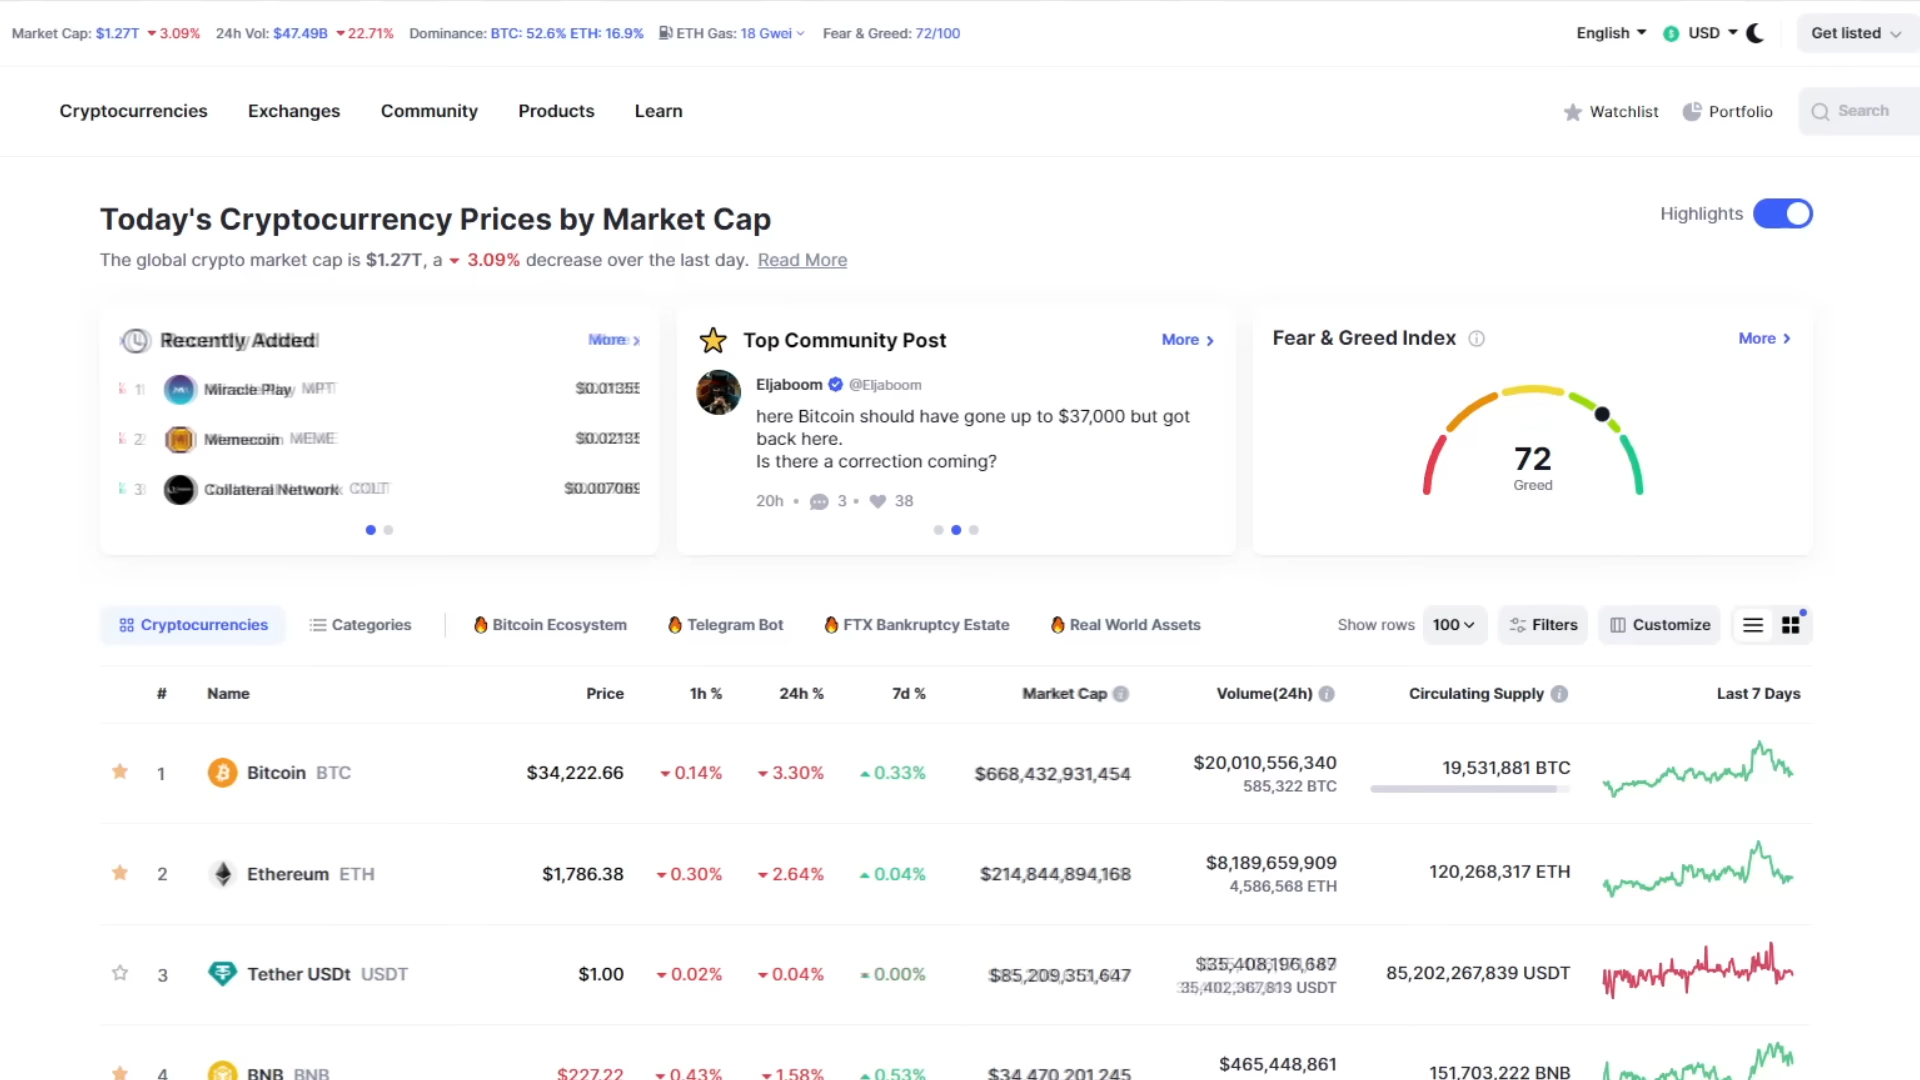 Market Cap: $1.27T 3.09% 24h Vol: $47.49B 22.71% Dominance: BTC: 52.6% ETH: 16.9% ETH Gas: 18 Gwei Fear & Greed: 72/100
English USD Get listed
Cryptocurrencies Exchanges Community Products Learn
Watchlist Portfolio Search
Today's Cryptocurrency Prices by Market Cap
Highlights
The global crypto market cap is $1.27T, a 3.09% decrease over the last day. Read More
Recently Added More
1 Miracle Play MPT $0.01355
2 Memecoin MEME $0.02135
3 Collateral Network COLT $0.007069
Top Community Post More
Eljaboom @Eljaboom
here Bitcoin should have gone up to $37,000 but got
back here.
Is there a correction coming?
20h • 3 • 38
Fear & Greed Index More
72
Greed
Cryptocurrencies Categories Bitcoin Ecosystem Telegram Bot FTX Bankruptcy Estate Real World Assets
Show rows 100 Filters Customize
# Name Price 1h % 24h % 7d % Market Cap Volume(24h) Circulating Supply Last 7 Days
1 Bitcoin BTC $34,222.66 0.14% 3.30% 0.33% $668,432,931,454 $20,010,556,340 19,531,881 BTC
585,322 BTC
2 Ethereum ETH $1,786.38 0.30% 2.64% 0.04% $214,844,894,168 $8,189,659,909 120,268,317 ETH
4,586,568 ETH
3 Tether USDt USDT $1.00 0.02% 0.04% 0.00% $85,209,351,647 $35,408,196,687 85,202,267,839 USDT
35,402,367,813 USDT
4 BNB BNB $227.22 0.43% 1.58% 0.53% $34,470,201,245 $465,448,861 151,703,222 BNB